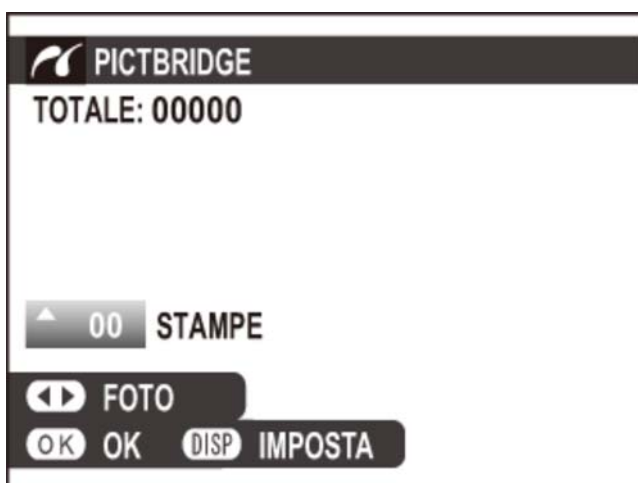 PICTBRIDGE
TOTALE: 00000
00 STAMPE
FOTO
OK OK DISP IMPOSTA